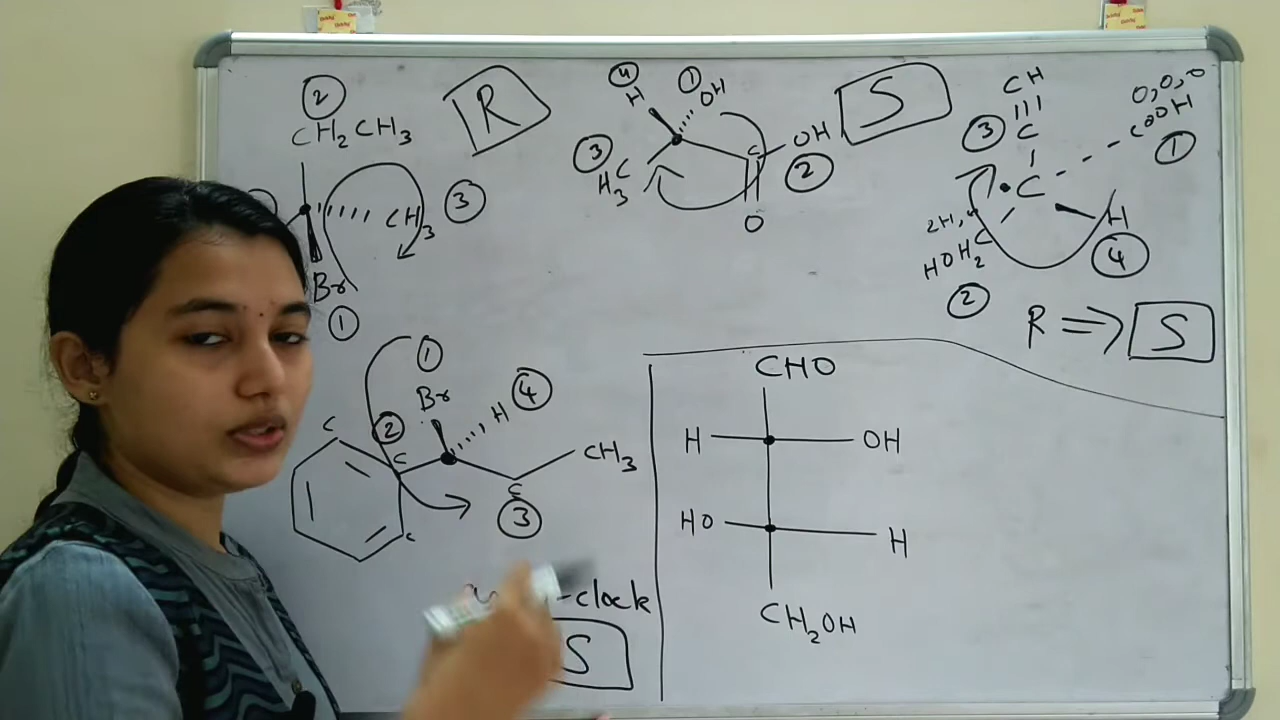 ②
CH2CH3
R
CH3
③
Br
①
④
H
①
OH
S
③
H3C
C
OH
②
O
CH
C
③
C
O,O,O
COOH
①
2H,
HOH2C
②
H
④
R ⇒ S
①
Br
H
④
②
C
C
C
C
③
CH3
-clock
S
CHO
H
OH
HO
H
CH2OH